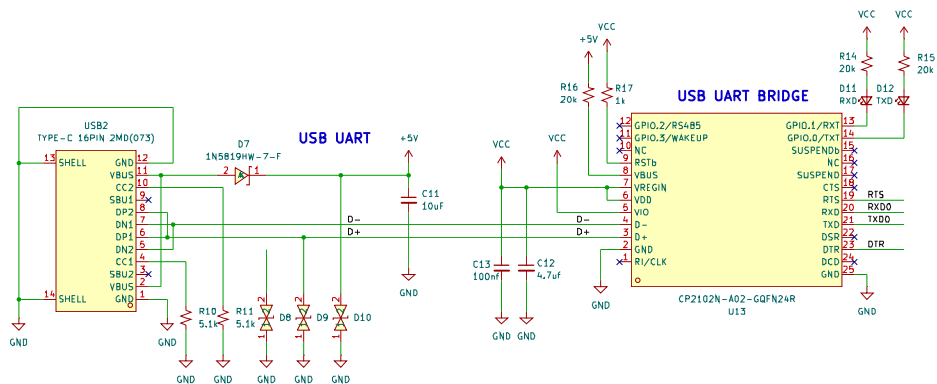 USB2
TYPE-C 16PIN 2MD(073)
13 SHELL
14 SHELL
GND 12
VBUS 11
CC2 10
SBU1 9
DP2 8
DN1 7
DP1 6
DN2 5
CC1 4
SBU2 3
VBUS 2
GND 1
GND
GND
USB UART
D7
1N5819HW-7-F
2 1
+5V
C11
10uF
GND
D-
D+
R10
5.1k
GND
R11
5.1k
GND
2
D8
1
GND
2
D9
1
GND
2
D10
1
GND
VCC
VCC
C13
100nf
GND
C12
4.7uf
GND
D-
D+
GND
+5V
VCC
R16
20k
R17
1k
USB UART BRIDGE
12 GPIO.2/RS485
11 GPIO.3/WAKEUP
10 NC
9 RSTb
8 VBUS
7 VREGIN
6 VDD
5 VIO
4 D-
3 D+
2 GND
1 RI/CLK
GPIO.1/RXT 13
GPIO.0/TXT 14
SUSPENDb 15
NC 16
SUSPEND 17
CTS 18
RTS 19
RXD 20
TXD 21
DSR 22
DTR 23
DCD 24
GND 25
CP2102N-A02-GQFN24R
U13
VCC
VCC
R14
20k
R15
20k
D11
RXD
D12
TXD
RTS
RXD0
TXD0
DTR
GND